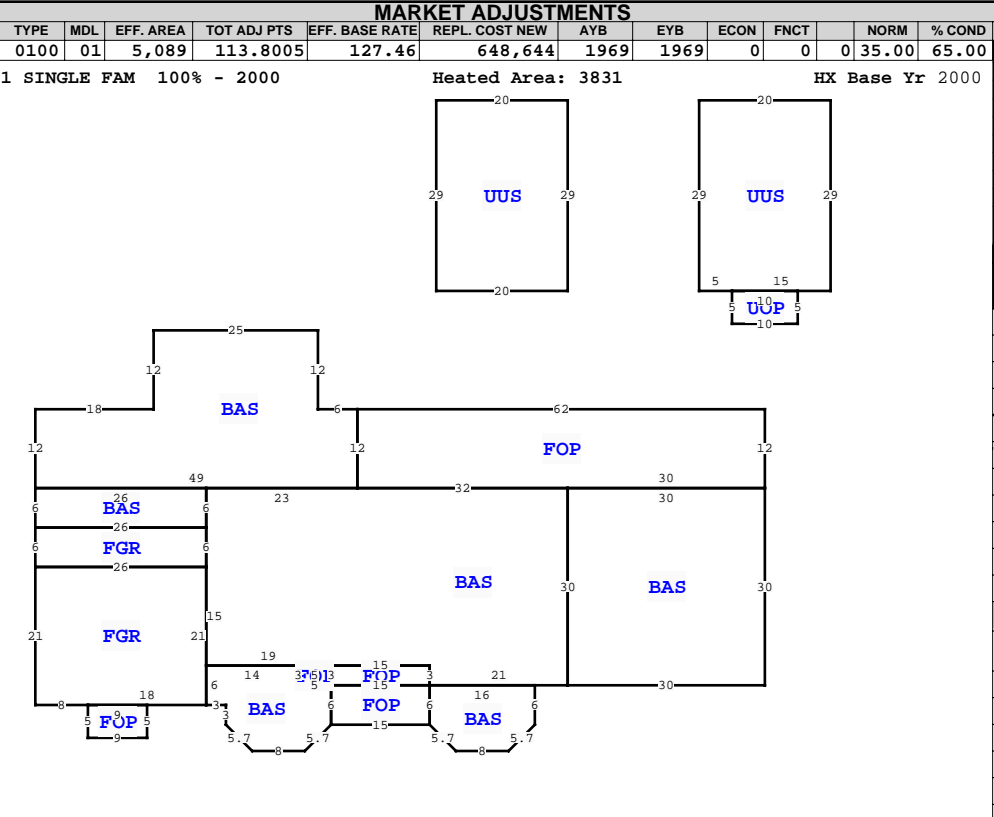 MARKET ADJUSTMENTS
TYPE MDL EFF. AREA TOT ADJ PTS EFF. BASE RATE REPL. COST NEW AYB EYB ECON FNCT NORM % COND
0100 01 5,089 113.8005 127.46 648,644 1969 1969 0 0 0 35.00 65.00
1 SINGLE FAM 100% - 2000 Heated Area: 3831 HX Base Yr 2000
20 20
29 UUS 29 29 UUS 29
5 15
20 10
5 UOP 5
10
25
12 12
18 BAS 6 62
12 12 FOP 12
49 30
32
26 23 30
6 BAS 6
26
6 FGR 6
26
BAS 30 BAS 30
15
21 FGR 21
19 15
14 3 5 3 FOP 3 21
6 5 15 30
8 18 3 16
5 9 FOP 5 3 BAS 6 FOP 6 BAS 6
15
9 5.7 5.7 5.7 5.7
8 8